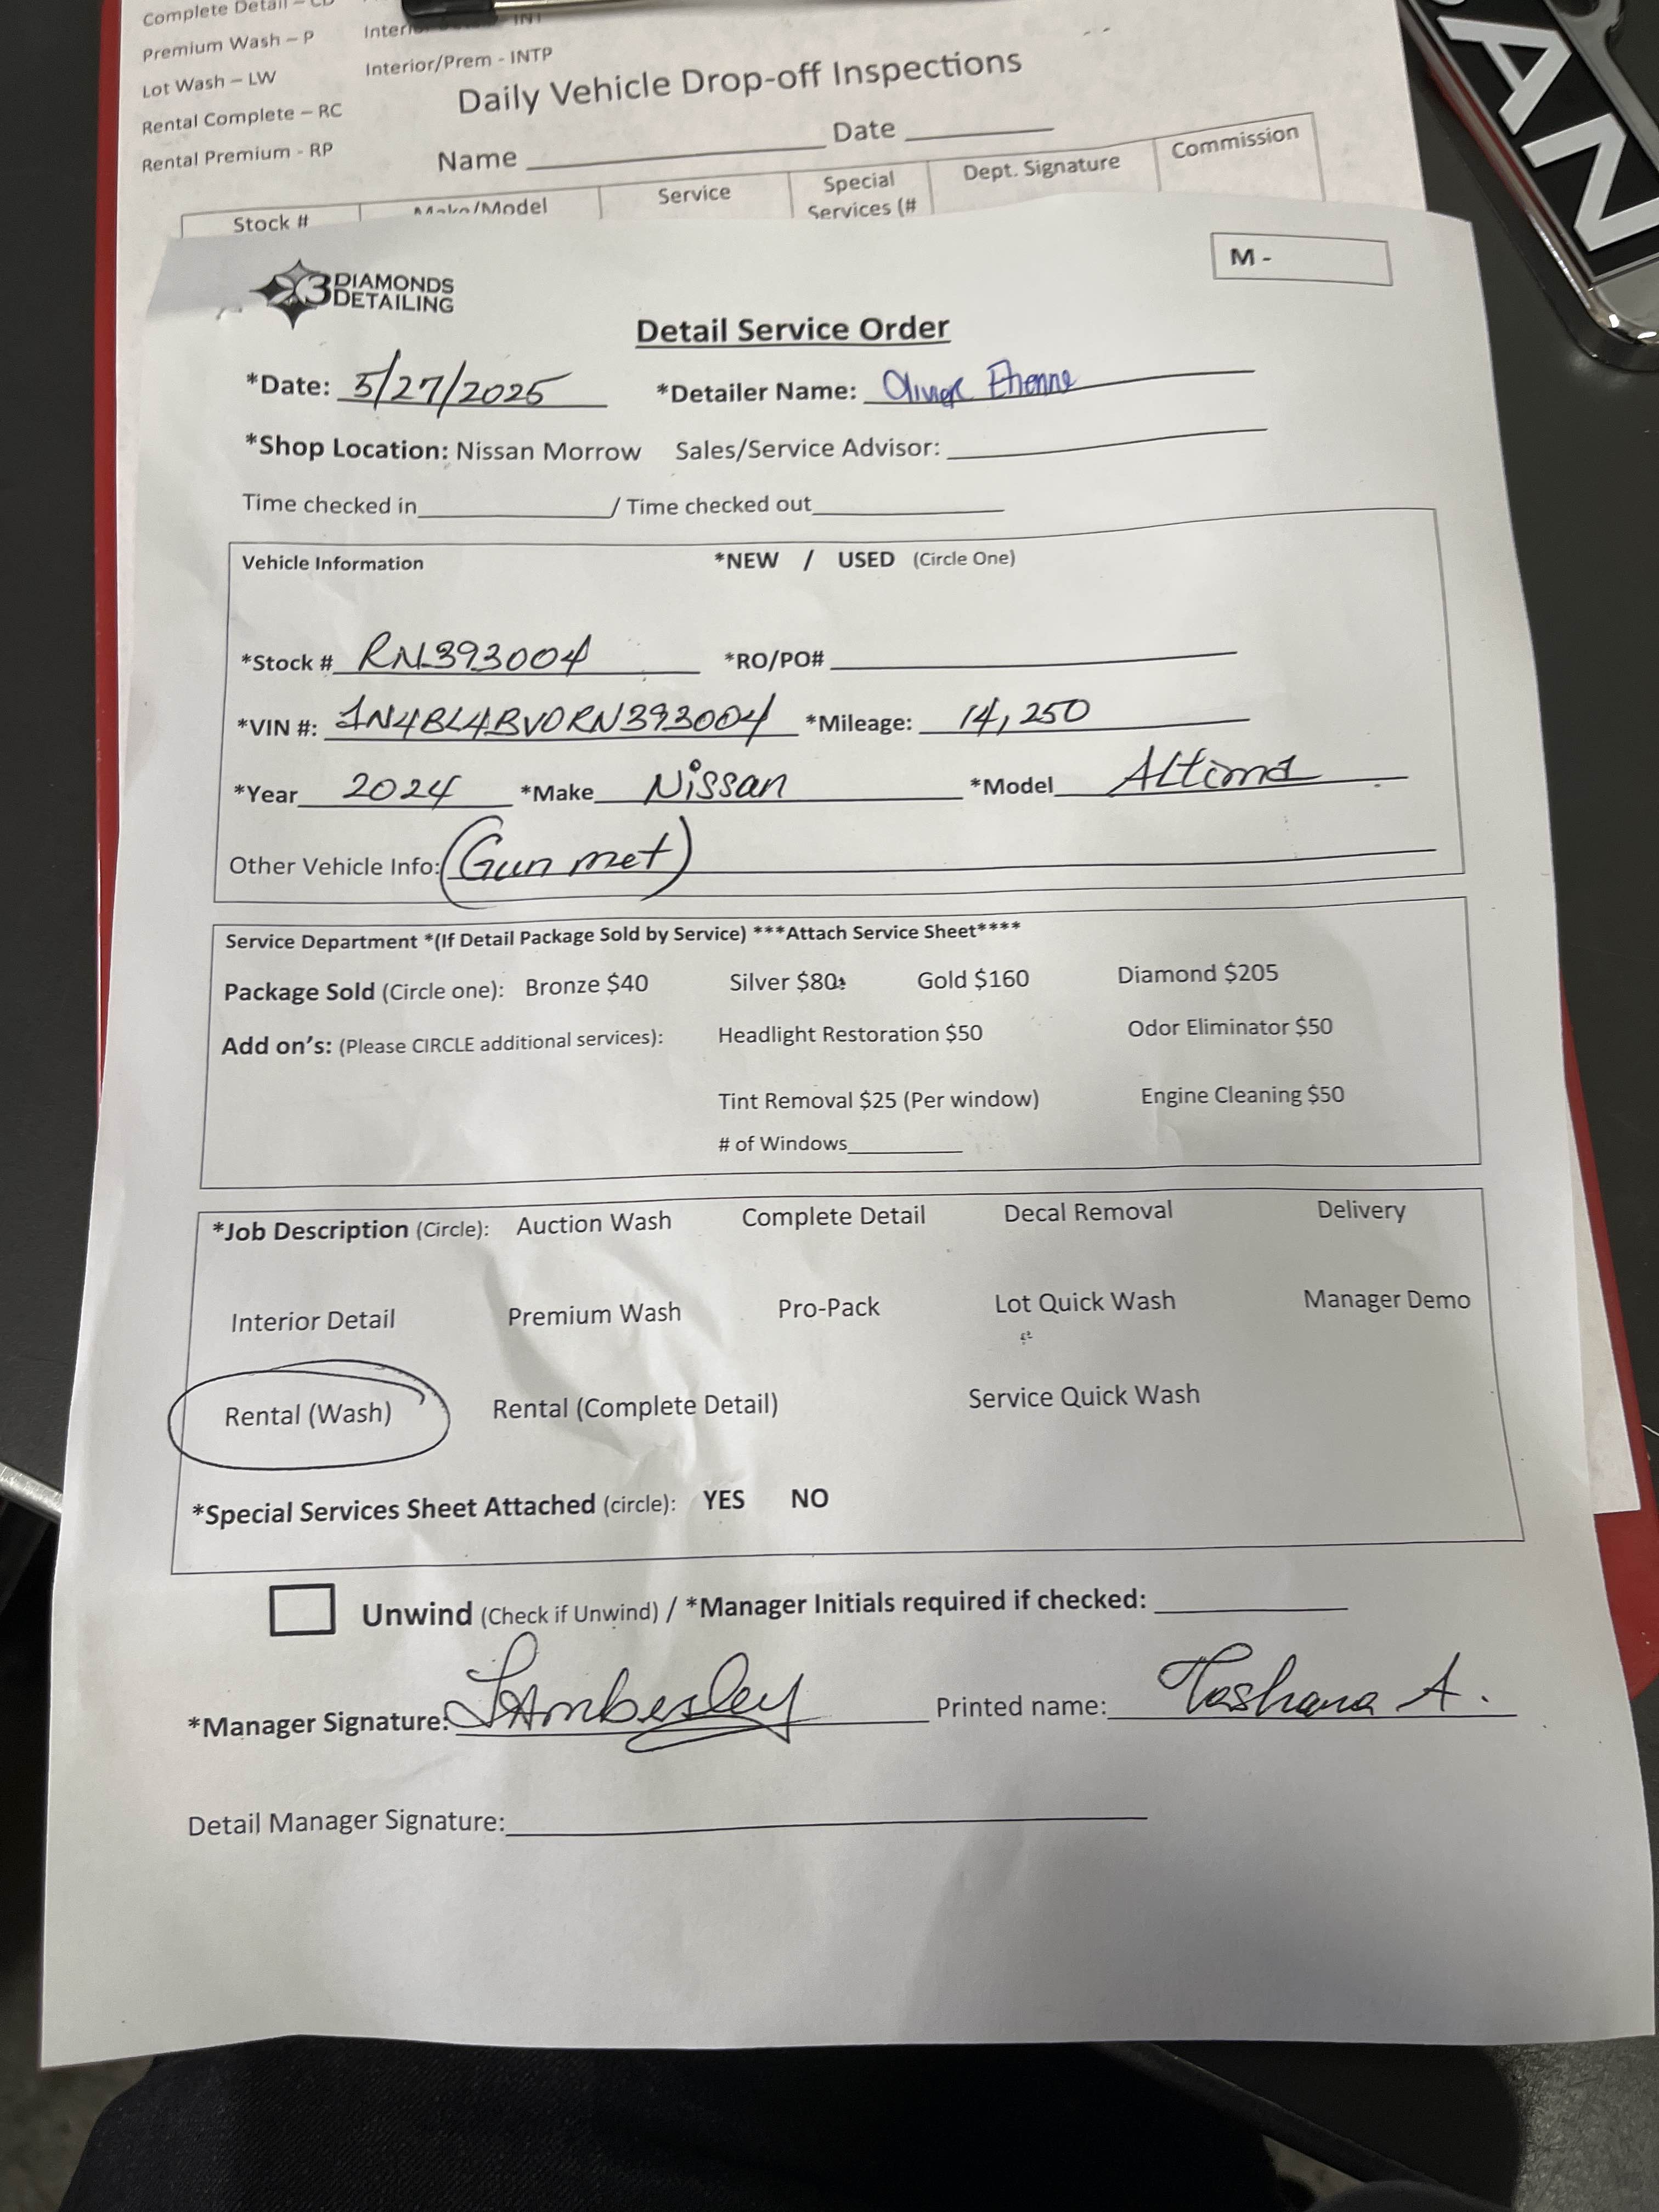 Complete Detail – CD
Premium Wash – P
Lot Wash – LW Interior/Prem - INTP
Rental Complete – RC
Rental Premium - RP
Daily Vehicle Drop-off Inspections
Name Date
Stock # Make/Model Service Special Services (# Dept. Signature Commission
3 DIAMONDS
DETAILING
M -
Detail Service Order
*Date: 5/27/2025 *Detailer Name: Olivier Etienne
*Shop Location: Nissan Morrow Sales/Service Advisor:
Time checked in / Time checked out
Vehicle Information *NEW / USED (Circle One)
*Stock # RN393004 *RO/PO#
*VIN #: 1N4BL4BV0RN393004 *Mileage: 14,250
*Year 2024 *Make Nissan *Model Altima
Other Vehicle Info: (Gun met)
Service Department *(If Detail Package Sold by Service) ***Attach Service Sheet****
Package Sold (Circle one): Bronze $40 Silver $80 Gold $160 Diamond $205
Add on's: (Please CIRCLE additional services): Headlight Restoration $50 Odor Eliminator $50
Tint Removal $25 (Per window) Engine Cleaning $50
# of Windows
*Job Description (Circle): Auction Wash Complete Detail Decal Removal Delivery
Interior Detail Premium Wash Pro-Pack Lot Quick Wash Manager Demo
Rental (Wash) Rental (Complete Detail) Service Quick Wash
*Special Services Sheet Attached (circle): YES NO
Unwind (Check if Unwind) / *Manager Initials required if checked:
*Manager Signature: Printed name: Tashana A.
Detail Manager Signature: